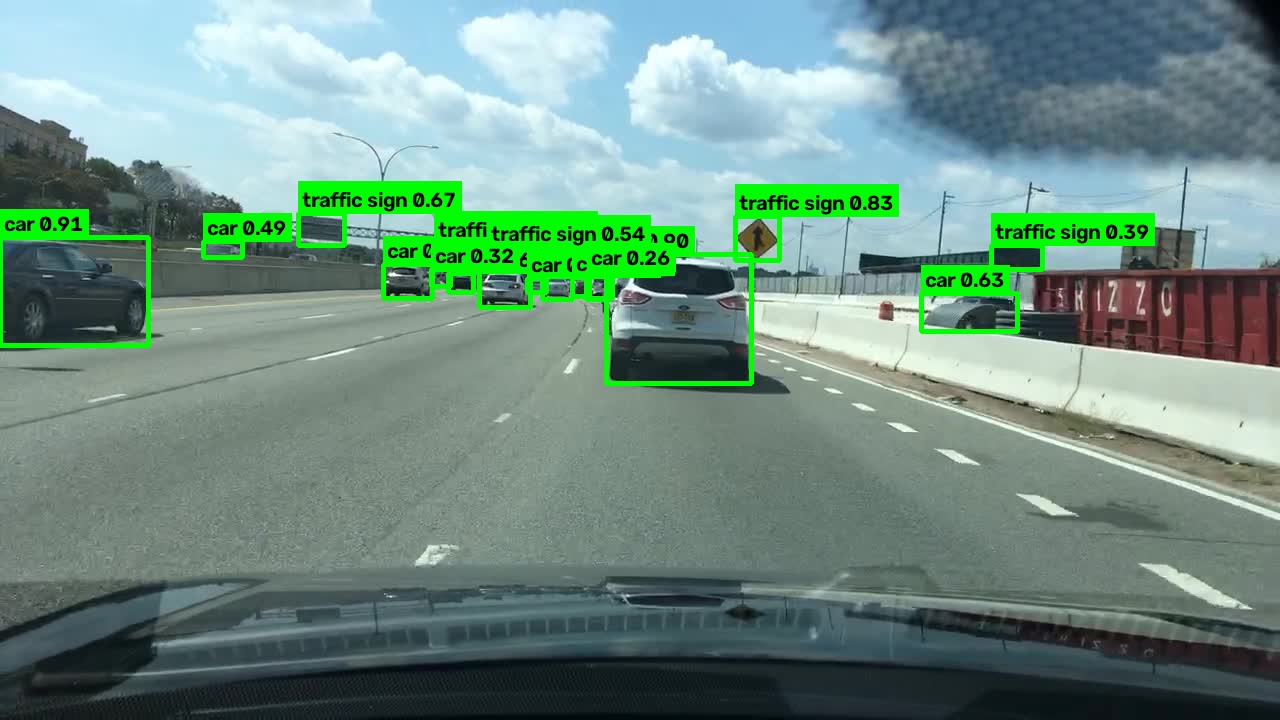 traffic sign 0.67
traffic sign 0.83
car 0.91
car 0.49
traffi
traffic sign 0.54
traffic sign 0.39
car 0.32
car 0.26
car 0.63
RIZZO